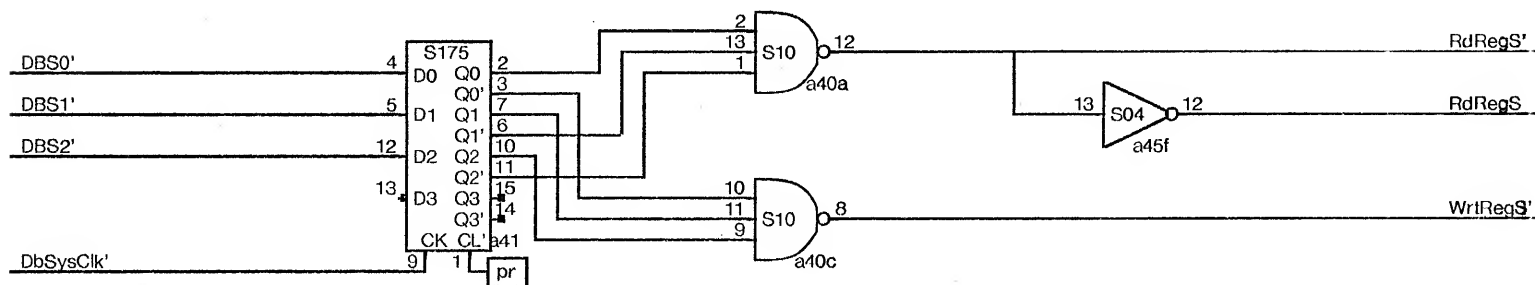 2
S175
13 S10 12 RdRegS'
DBS0' 4 D0 Q0 2 1
a40a
Q0' 3
DBS1' 5 D1 Q1 7 13 S04 12 RdRegS
Q1' 6
a45f
DBS2' 12 D2 Q2 10
Q2' 11
13 D3 Q3 15 10
Q3' 14 11 S10 8
9
CK CL' a41
a40c
DbSysClk' 9 1 pr